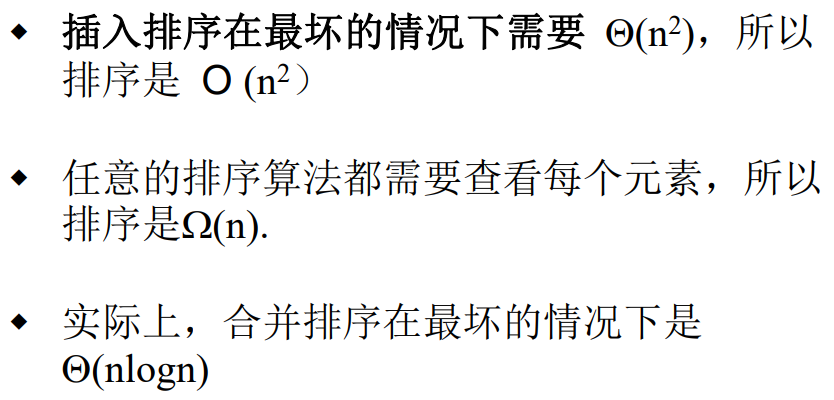 ◆ 插入排序在最坏的情况下需要 Θ(n²)，所以
排序是 O (n²）
◆ 任意的排序算法都需要查看每个元素，所以
排序是Ω(n).
◆ 实际上，合并排序在最坏的情况下是
Θ(nlogn)